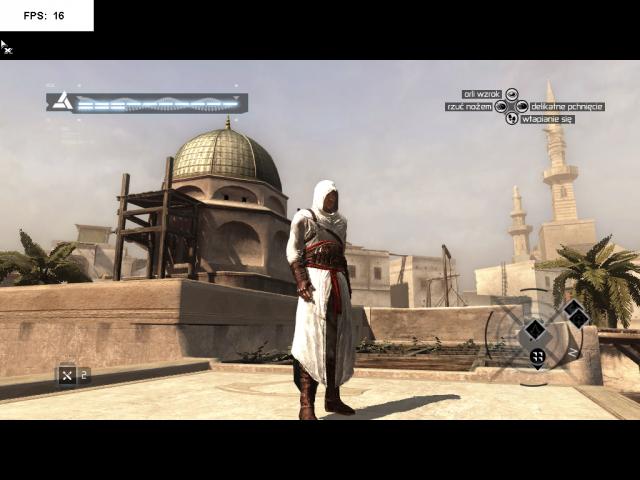 FPS: 16
orli wzrok
rzuć nożem
delikatne pchnięcie
wtapianie się
2